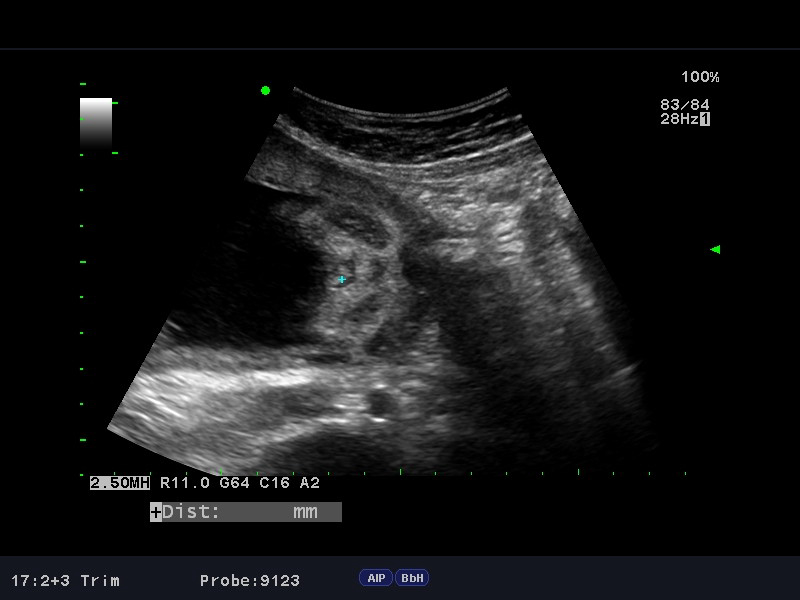 100%
83/84
28Hz1
2.50MH R11.0 G64 C16 A2
+Dist: mm
17:2+3 Trim Probe:9123 AIP BbH